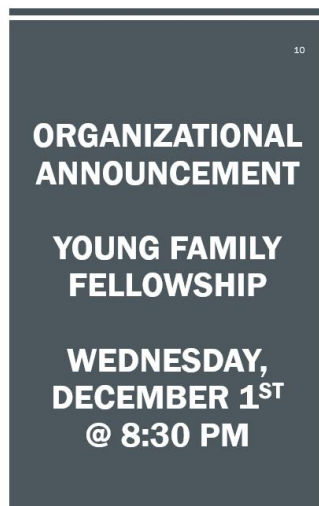 10
ORGANIZATIONAL
ANNOUNCEMENT
YOUNG FAMILY
FELLOWSHIP
WEDNESDAY,
DECEMBER 1ST
@ 8:30 PM